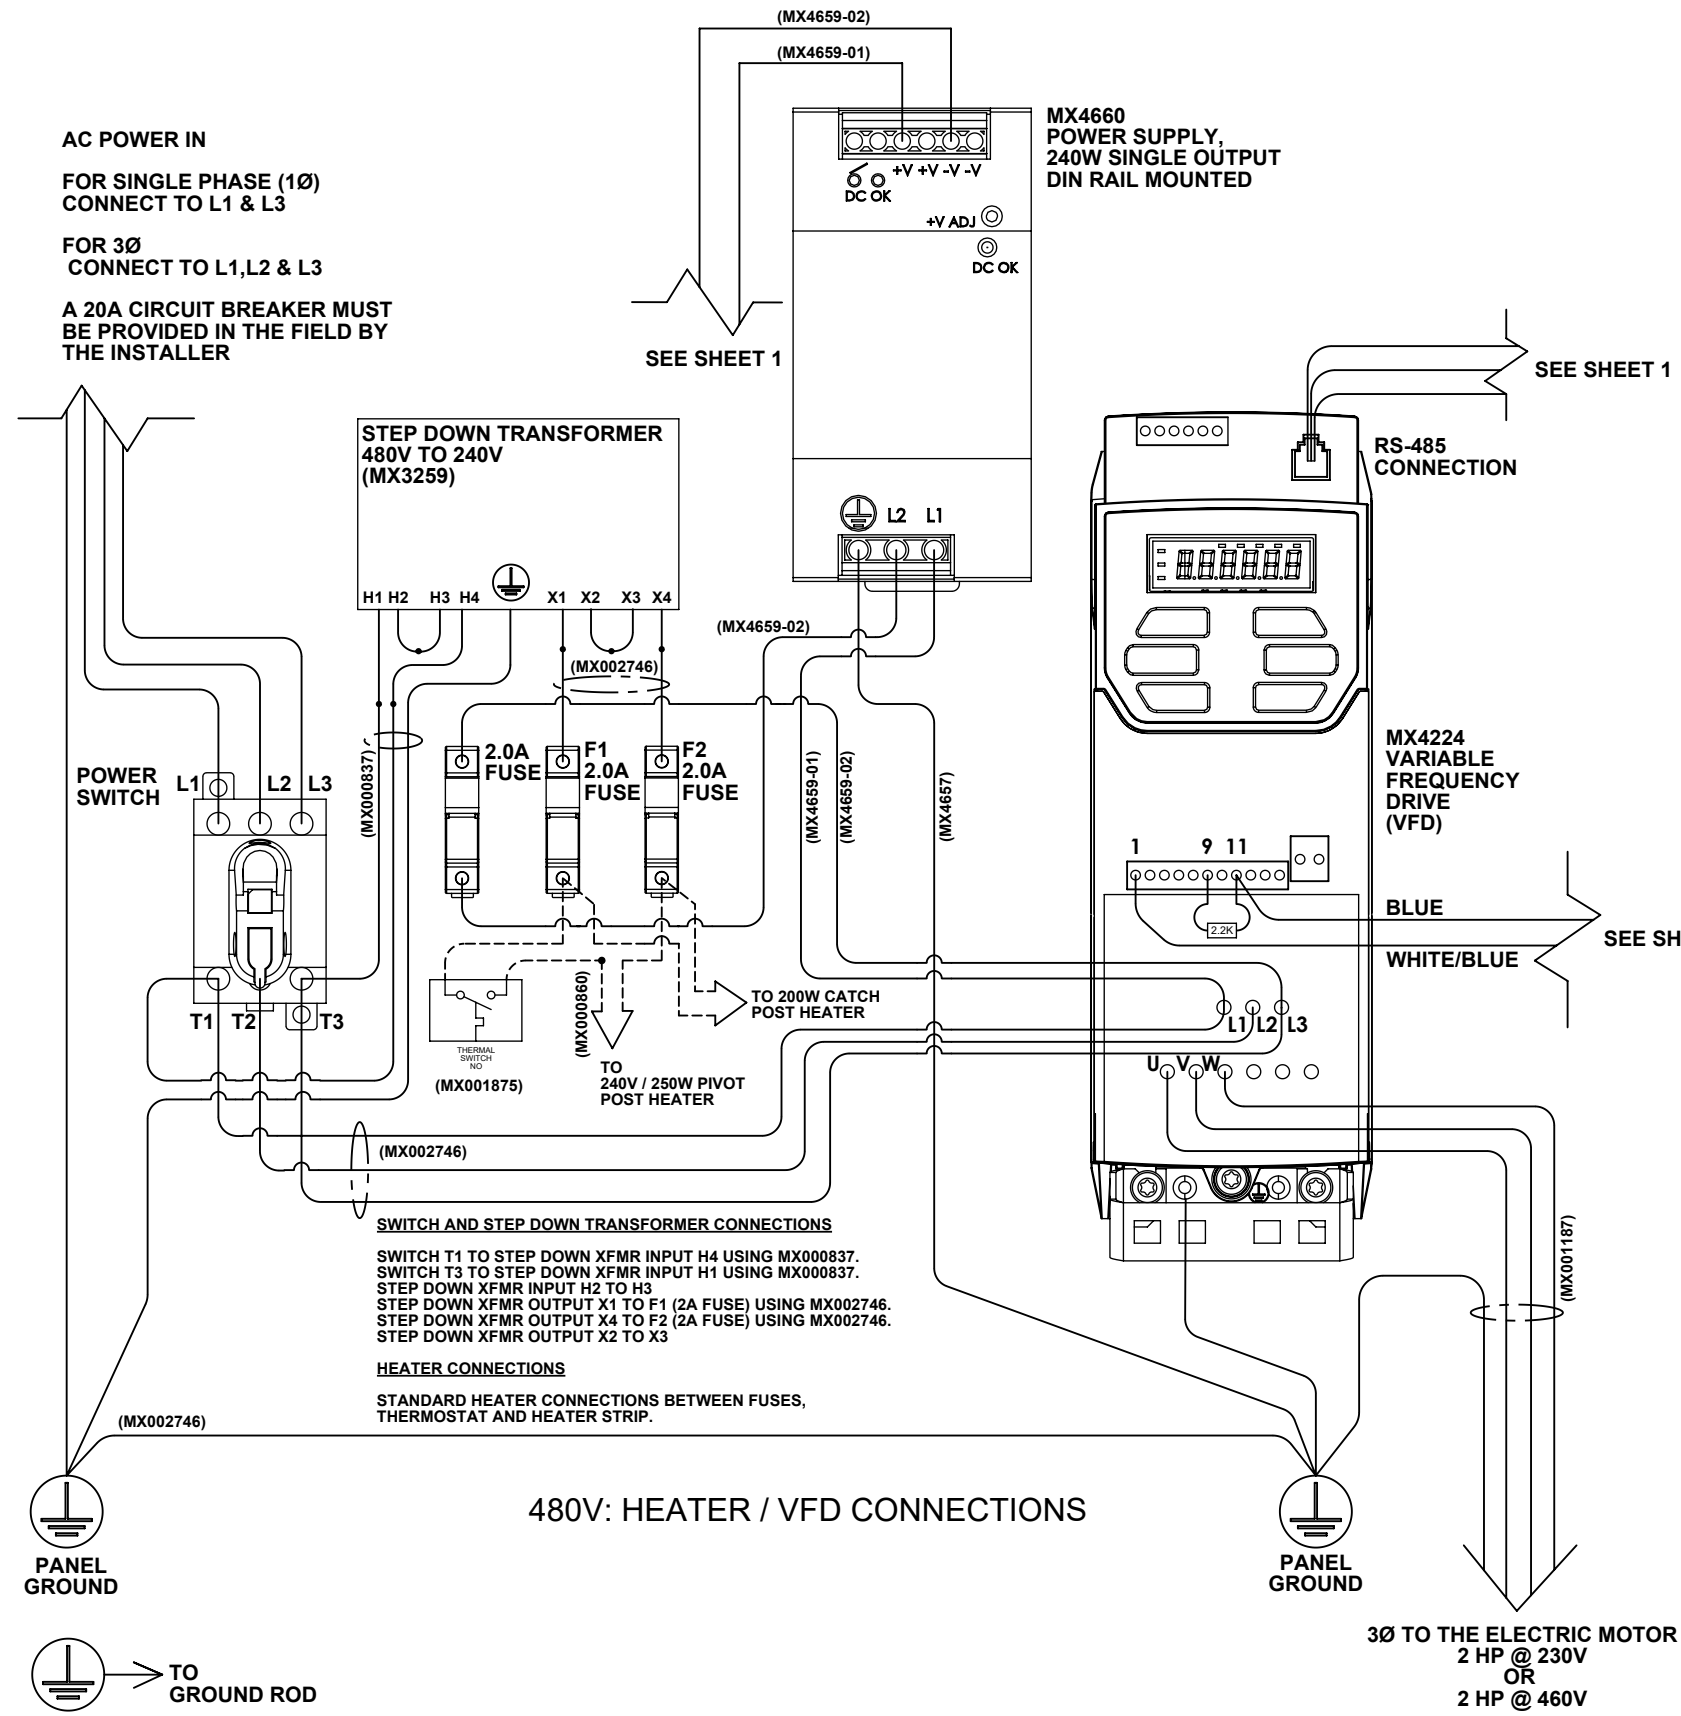 (MX4659-02)
(MX4659-01)
AC POWER IN
FOR SINGLE PHASE (1Ø)
CONNECT TO L1 & L3
FOR 3Ø
CONNECT TO L1,L2 & L3
A 20A CIRCUIT BREAKER MUST
BE PROVIDED IN THE FIELD BY
THE INSTALLER
MX4660
POWER SUPPLY,
240W SINGLE OUTPUT
DIN RAIL MOUNTED
+V +V -V -V
DC OK
+V ADJ
DC OK
SEE SHEET 1
SEE SHEET 1
RS-485
CONNECTION
STEP DOWN TRANSFORMER
480V TO 240V
(MX3259)
H1 H2 H3 H4 X1 X2 X3 X4
L2 L1
(MX4659-02)
(MX002746)
POWER
SWITCH
L1 L2 L3
(MX000837)
2.0A
FUSE
F1
2.0A
FUSE
F2
2.0A
FUSE
(MX4659-01)
(MX4659-02)
(MX4657)
MX4224
VARIABLE
FREQUENCY
DRIVE
(VFD)
1 9 11
2.2K
BLUE
WHITE/BLUE
SEE SH
T1 T2 T3
THERMAL
SWITCH
NO
(MX001875)
(MX000860)
TO 200W CATCH
POST HEATER
TO
240V / 250W PIVOT
POST HEATER
L1 L2 L3
U V W
(MX002746)
(MX001187)
SWITCH AND STEP DOWN TRANSFORMER CONNECTIONS
SWITCH T1 TO STEP DOWN XFMR INPUT H4 USING MX000837.
SWITCH T3 TO STEP DOWN XFMR INPUT H1 USING MX000837.
STEP DOWN XFMR INPUT H2 TO H3
STEP DOWN XFMR OUTPUT X1 TO F1 (2A FUSE) USING MX002746.
STEP DOWN XFMR OUTPUT X4 TO F2 (2A FUSE) USING MX002746.
STEP DOWN XFMR OUTPUT X2 TO X3
HEATER CONNECTIONS
STANDARD HEATER CONNECTIONS BETWEEN FUSES,
THERMOSTAT AND HEATER STRIP.
(MX002746)
480V: HEATER / VFD CONNECTIONS
PANEL
GROUND
PANEL
GROUND
TO
GROUND ROD
3Ø TO THE ELECTRIC MOTOR
2 HP @ 230V
OR
2 HP @ 460V